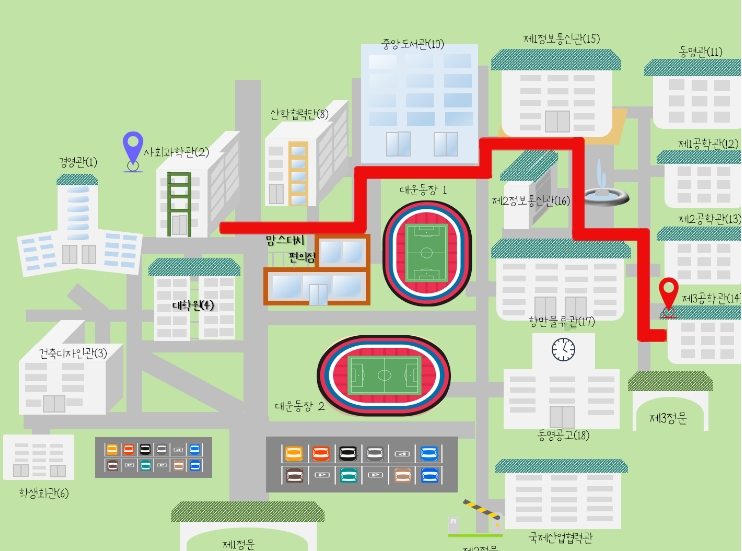 제1정보통신관(15)
중앙도서관(10)
동명관(11)
산학협력단(8)
제1공학관(12)
사회과학관(2)
경영관(1)
대운동장 1
제2정보통신관(16)
제2공학관(13)
맘스터치
편의점
제3공학관(14)
대학원(4)
항만물류관(17)
건축디자인관(3)
대운동장 2
제3정문
동명공고(18)
학생회관(6)
국제산업협력관
제1정문
제2정문